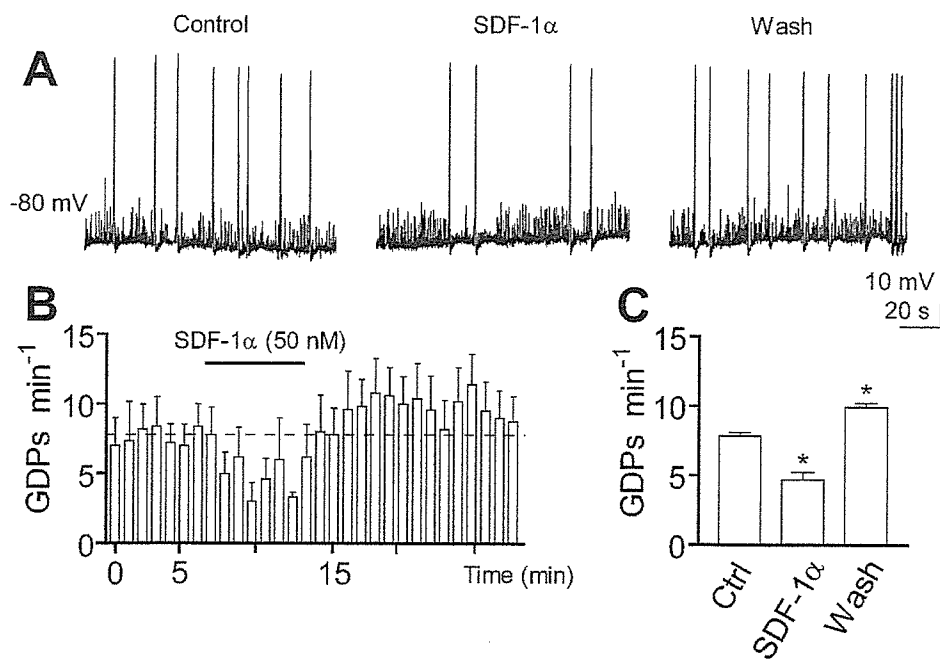 Control SDF-1α Wash
A
-80 mV
10 mV
20 s
B
SDF-1α (50 nM)
GDPs min⁻¹
15
10
5
0
0 5 15 Time (min)
C
GDPs min⁻¹
15
10
5
0
*
*
Ctrl
SDF-1α
Wash